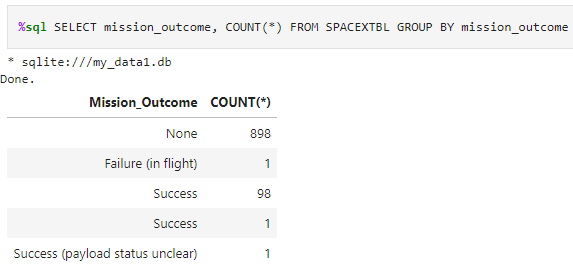 %sql SELECT mission_outcome, COUNT(*) FROM SPACEXTBL GROUP BY mission_outcome
* sqlite:///my_data1.db
Done.
Mission_Outcome COUNT(*)
None 898
Failure (in flight) 1
Success 98
Success 1
Success (payload status unclear) 1